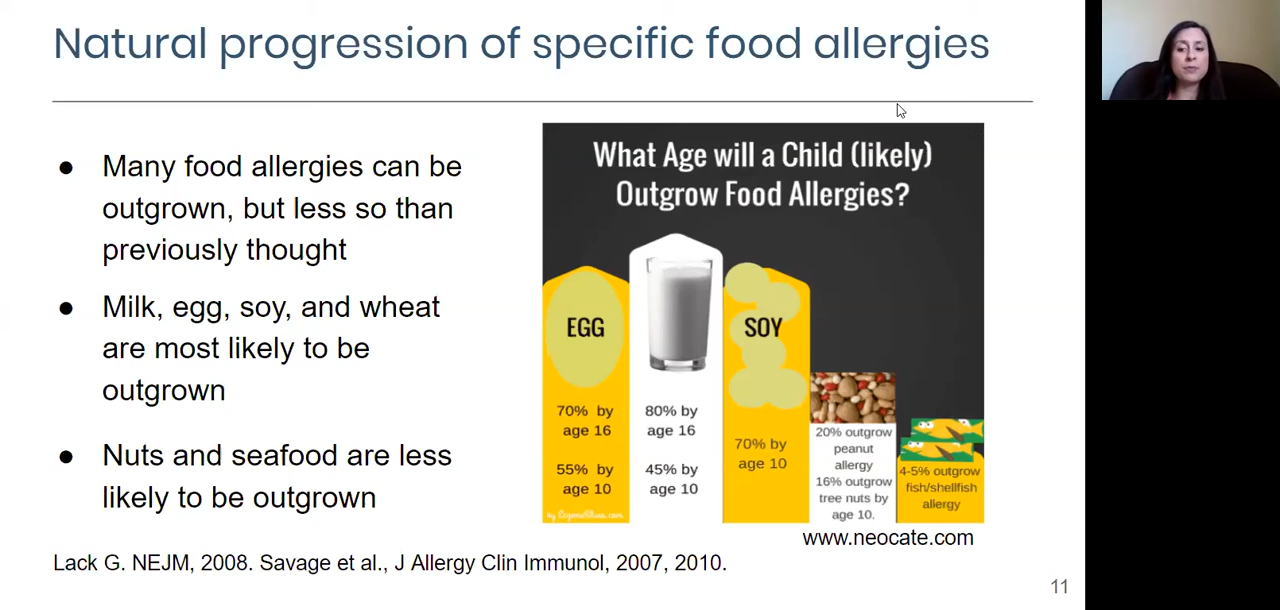 Natural progression of specific food allergies
● Many food allergies can be
outgrown, but less so than
previously thought
● Milk, egg, soy, and wheat
are most likely to be
outgrown
● Nuts and seafood are less
likely to be outgrown
What Age will a Child (likely)
Outgrow Food Allergies?
EGG
70% by
age 16
55% by
age 10
80% by
age 16
45% by
age 10
SOY
70% by
age 10
20% outgrow
peanut
allergy
16% outgrow
tree nuts by
age 10.
4-5% outgrow
fish/shellfish
allergy
www.neocate.com
Lack G. NEJM, 2008. Savage et al., J Allergy Clin Immunol, 2007, 2010.
11